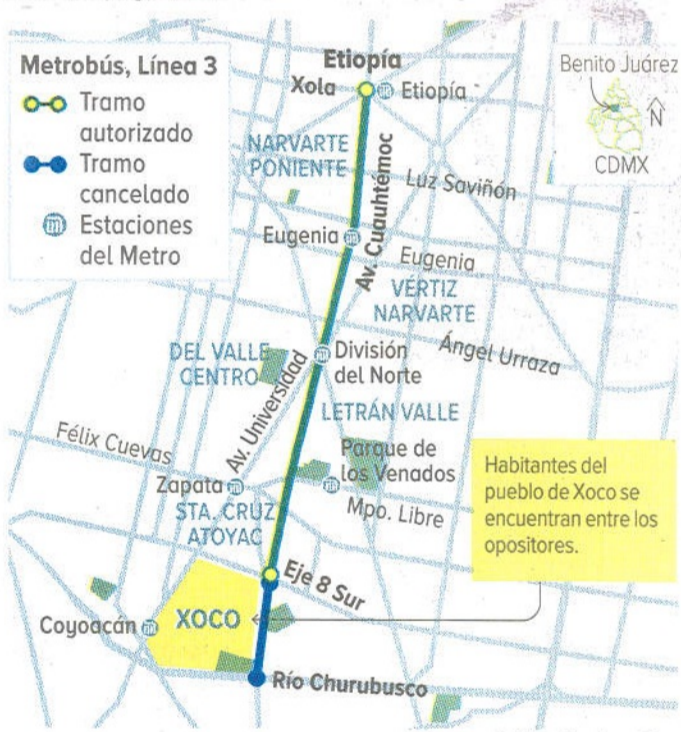 Metrobús, Línea 3
Tramo
autorizado
Tramo
cancelado
Estaciones
del Metro
Etiopía
Xola
Etiopía
Benito Juárez
N
CDMX
NARVARTE
PONIENTE
Luz Saviñón
Av. Cuauhtémoc
Eugenia
Eugenia
VÉRTIZ
NARVARTE
Ángel Urraza
DEL VALLE
CENTRO
División
del Norte
Av. Universidad
LETRÁN VALLE
Félix Cuevas
Parque de
los Venados
Zapata
Mpo. Libre
STA. CRUZ
ATOYAC
Habitantes del
pueblo de Xoco se
encuentran entre los
opositores.
Eje 8 Sur
XOCO
Coyoacán
Río Churubusco